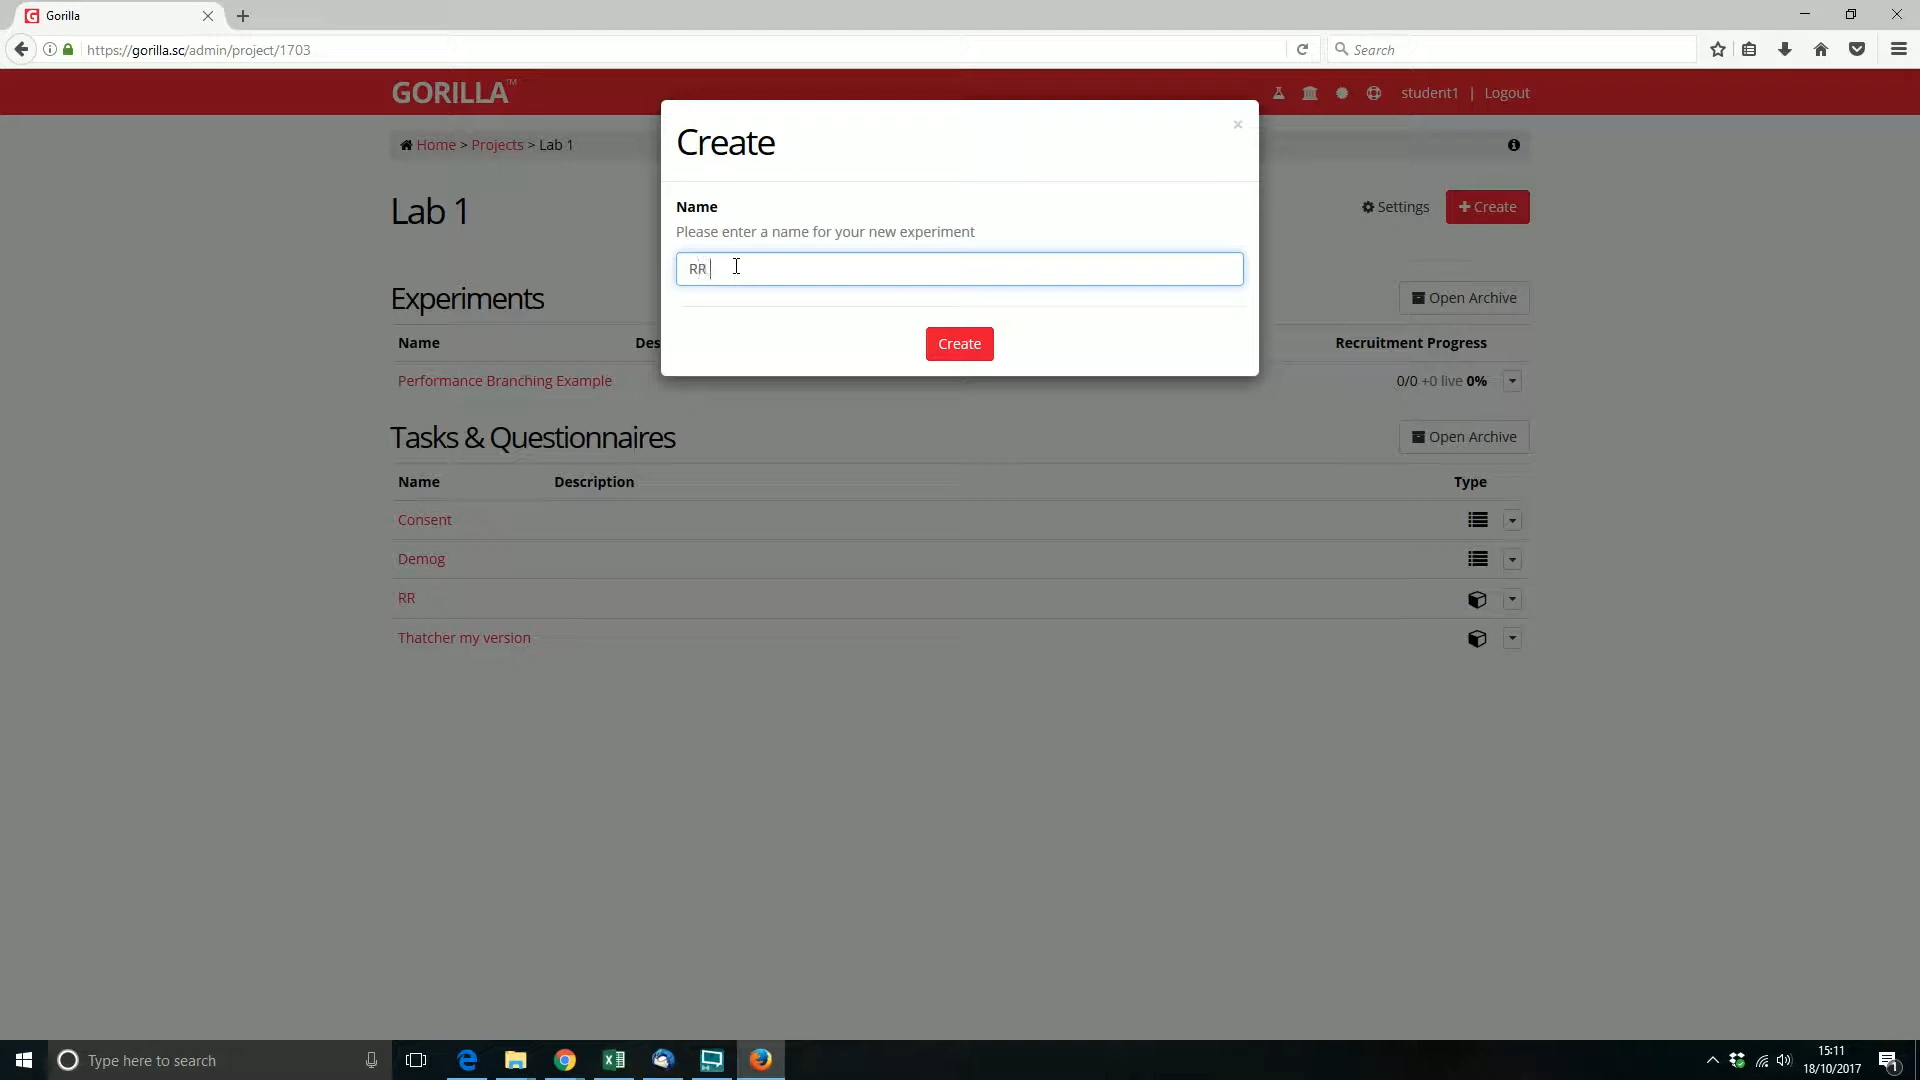 Gorilla
https://gorilla.sc/admin/project/1703
Search
GORILLA™
student1 | Logout
Home > Projects > Lab 1
Create
×
Lab 1
Settings
Create
Name
Please enter a name for your new experiment
RR
Create
Experiments
Open Archive
Name
Des
Recruitment Progress
Performance Branching Example
0/0 +0 live 0%
Tasks & Questionnaires
Open Archive
Name
Description
Type
Consent
Demog
RR
Thatcher my version
Type here to search
15:11
18/10/2017
1